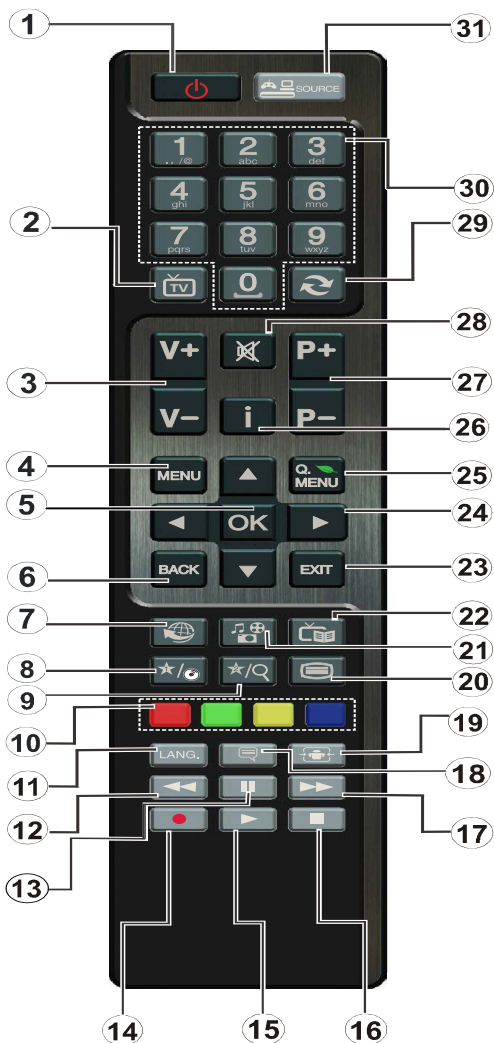 1
31
SOURCE
1 2 3
. , /@ abc def
30
4 5 6
ghi jkl mno
2
29
7 8 9
pqrs tuv wxyz
TV 0
28
V+ P+
3
27
V- i P-
26
4
MENU Q.
MENU
25
5
OK
24
6
BACK EXIT
23
7
22
21
8
/ /
20
9
10
19
11
LANG.
18
12
17
13
14 15 16